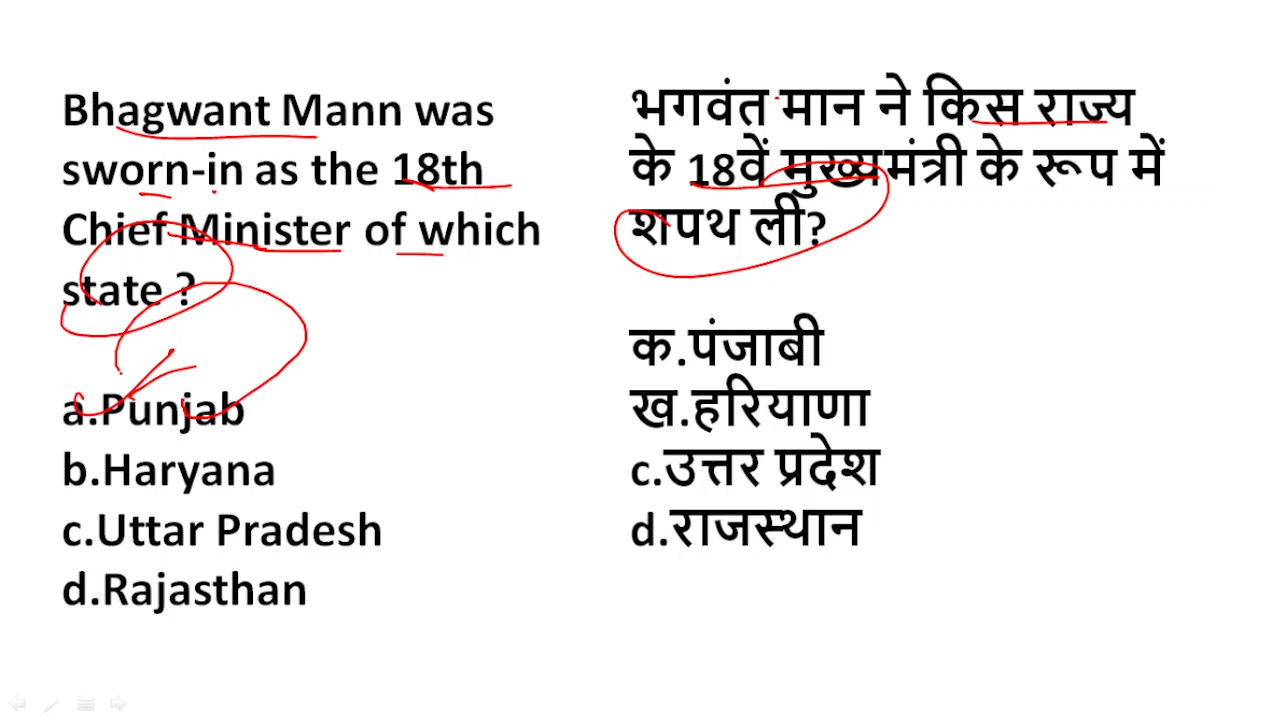 Bhagwant Mann was
sworn-in as the 18th
Chief Minister of which
state ?
a.Punjab
b.Haryana
c.Uttar Pradesh
d.Rajasthan
भगवंत मान ने किस राज्य
के 18वें मुख्यमंत्री के रूप में
शपथ ली?
क.पंजाबी
ख.हरियाणा
c.उत्तर प्रदेश
d.राजस्थान